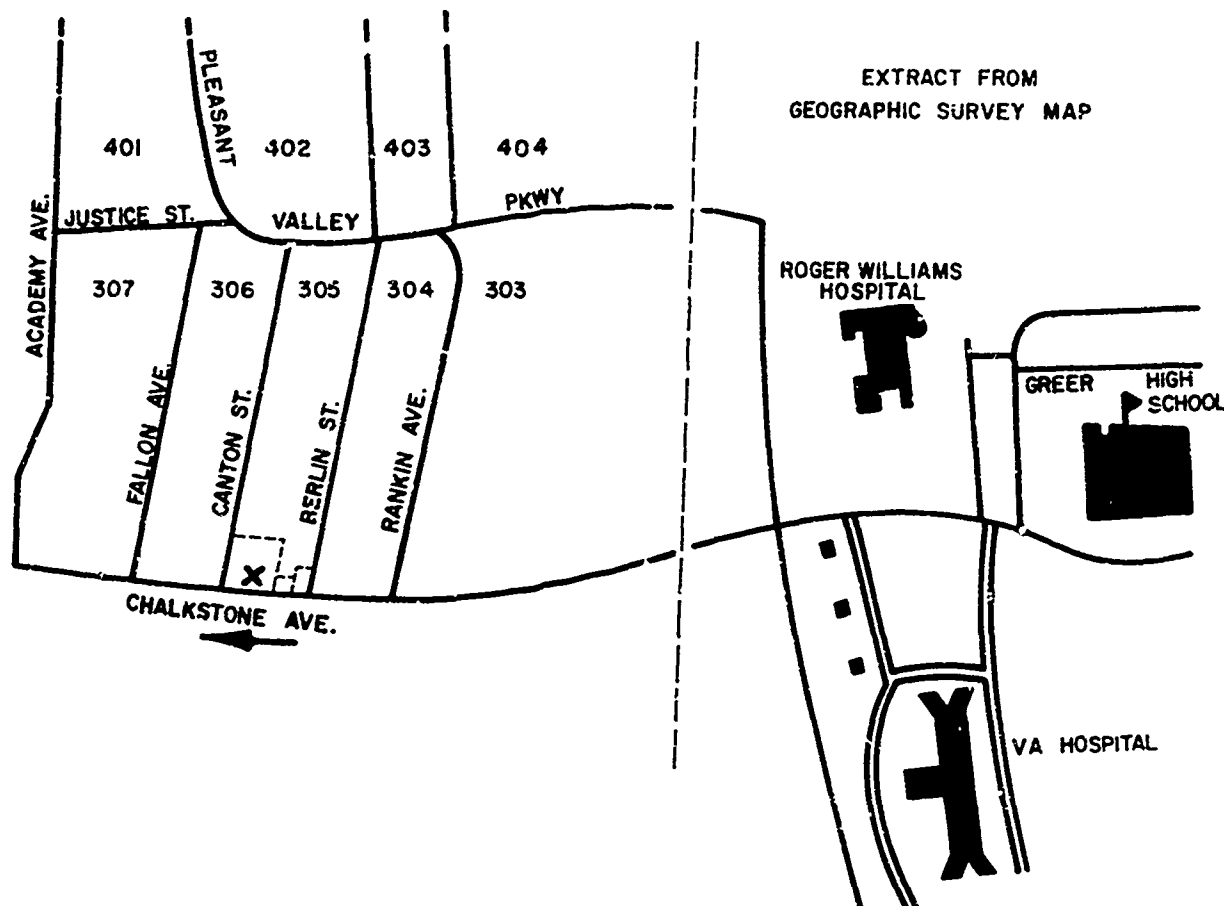 EXTRACT FROM
GEOGRAPHIC SURVEY MAP
PLEASANT
401
402
403
404
ACADEMY AVE.
JUSTICE ST.
VALLEY
PKWY
307
306
305
304
303
ROGER WILLIAMS
HOSPITAL
GREER
HIGH
SCHOOL
FALLON AVE.
CANTON ST.
BERLIN ST.
RANKIN AVE.
X
CHALKSTONE AVE.
VA HOSPITAL